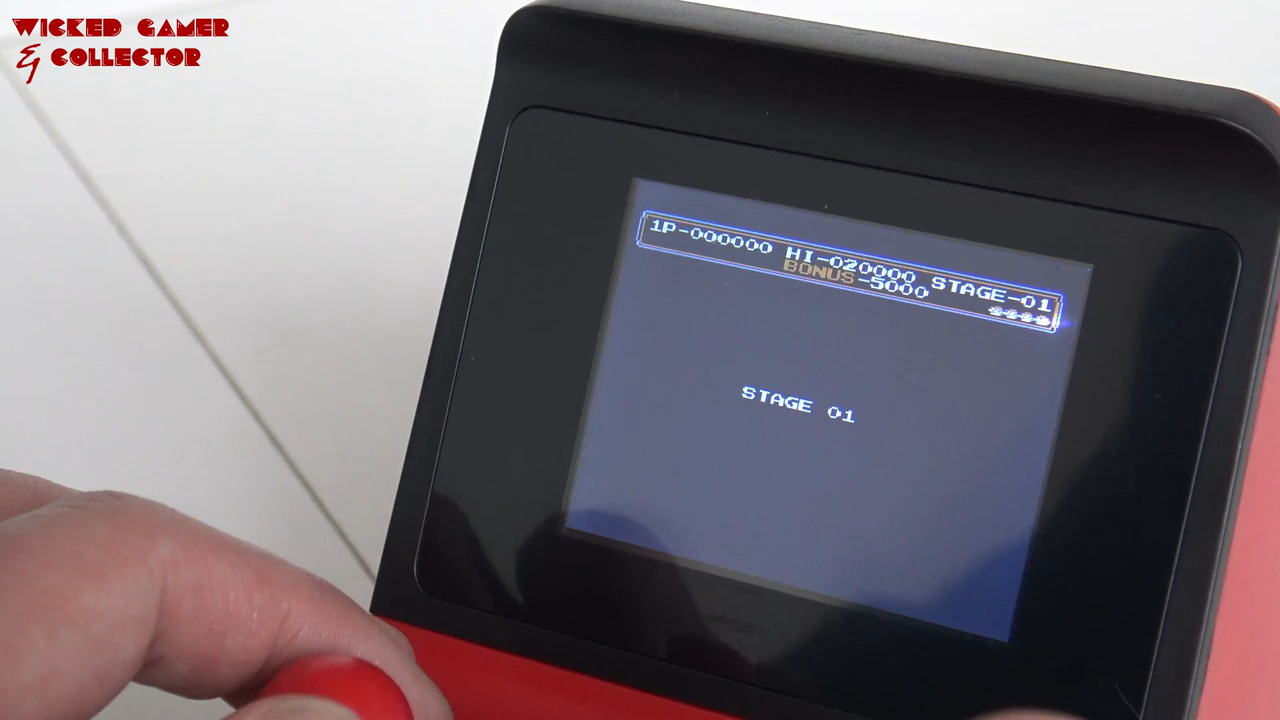 WICKED GAMER
& COLLECTOR
1P-000000 HI-020000 STAGE-01
BONUS-5000
STAGE 01